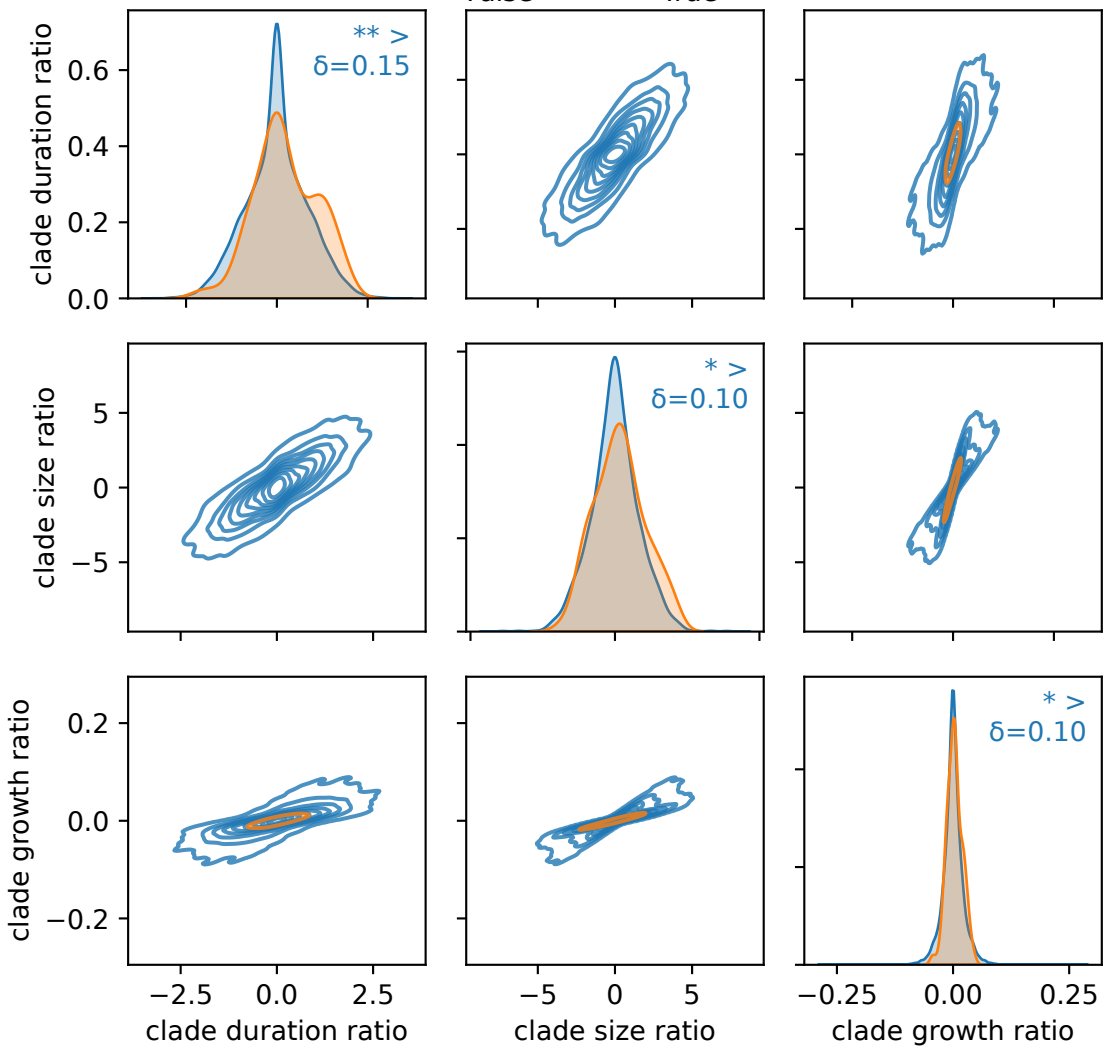 clade duration ratio
0.6
0.4
0.2
0.0
** >
δ=0.15
clade size ratio
5
0
−5
* >
δ=0.10
clade growth ratio
0.2
0.0
−0.2
* >
δ=0.10
−2.5 0.0 2.5
−5 0 5
−0.25 0.00 0.25
clade duration ratio
clade size ratio
clade growth ratio